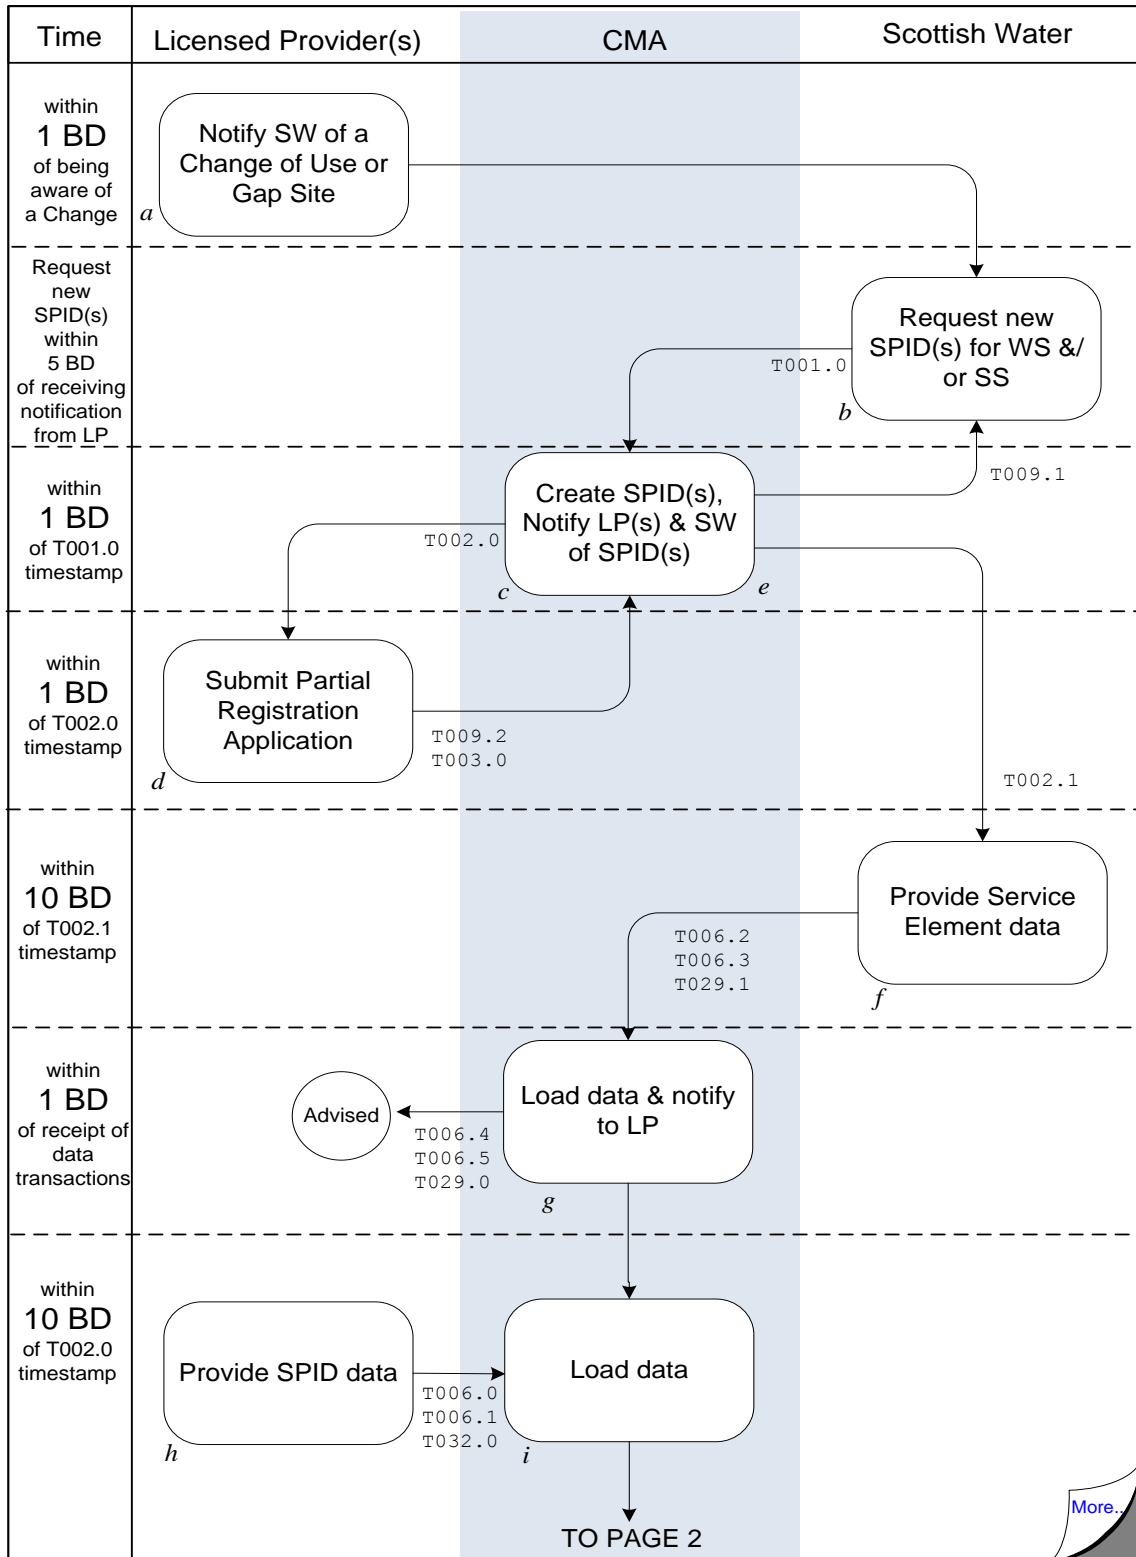 Time
Licensed Provider(s)
CMA
Scottish Water
within
1 BD
of being
aware of
a Change
Notify SW of a
Change of Use or
Gap Site
a
Request
new
SPID(s)
within
5 BD
of receiving
notification
from LP
Request new
SPID(s) for WS &/
or SS
T001.0
b
within
1 BD
of T001.0
timestamp
Create SPID(s),
Notify LP(s) & SW
of SPID(s)
T009.1
T002.0
c
e
within
1 BD
of T002.0
timestamp
Submit Partial
Registration
Application
T009.2
T003.0
d
T002.1
within
10 BD
of T002.1
timestamp
Provide Service
Element data
T006.2
T006.3
T029.1
f
within
1 BD
of receipt of
data
transactions
Load data & notify
to LP
Advised
T006.4
T006.5
T029.0
g
within
10 BD
of T002.0
timestamp
Provide SPID data
Load data
T006.0
T006.1
T032.0
h
i
More..
TO PAGE 2